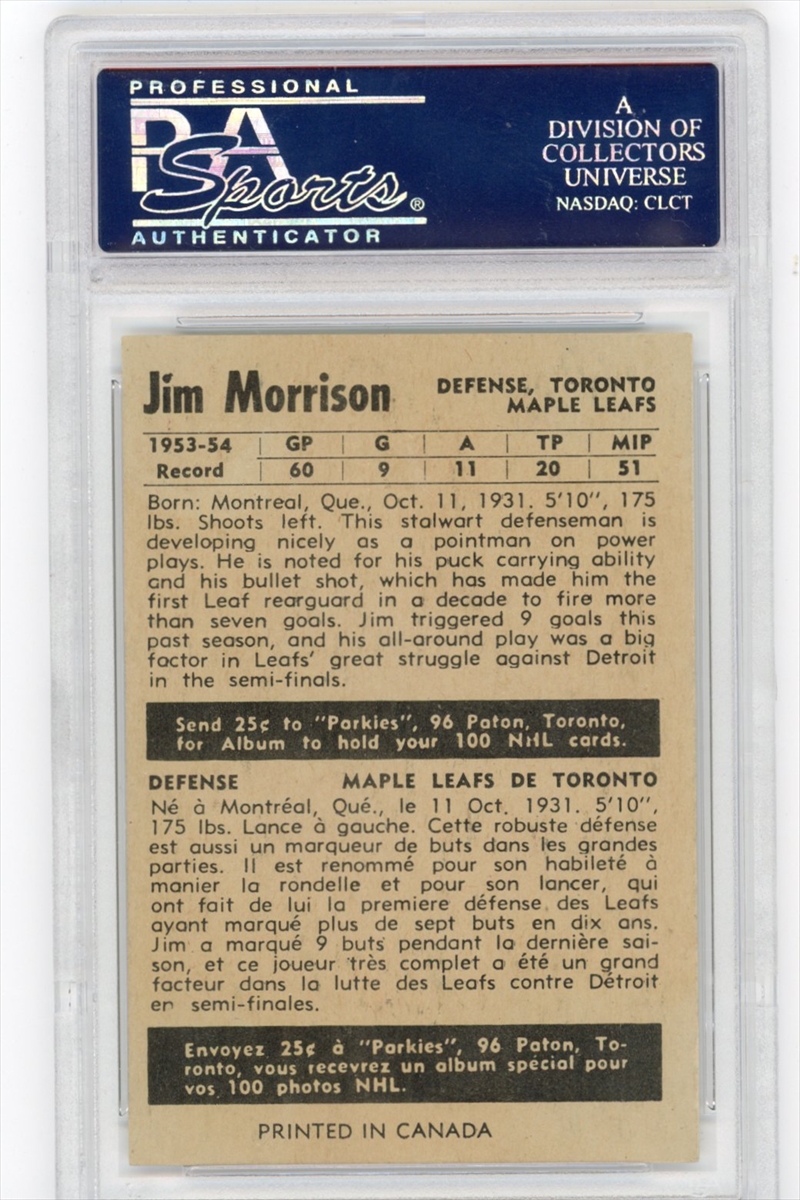 PROFESSIONAL
PSA
Sports®
AUTHENTICATOR
A
DIVISION OF
COLLECTORS
UNIVERSE
NASDAQ: CLCT
Jim Morrison
DEFENSE, TORONTO
MAPLE LEAFS
1953-54 | GP | G | A | TP | MIP
Record | 60 | 9 | 11 | 20 | 51
Born: Montreal, Que., Oct. 11, 1931. 5'10", 175
lbs. Shoots left. This stalwart defenseman is
developing nicely as a pointman on power
plays. He is noted for his puck carrying ability
and his bullet shot, which has made him the
first Leaf rearguard in a decade to fire more
than seven goals. Jim triggered 9 goals this
past season, and his all-around play was a big
factor in Leafs' great struggle against Detroit
in the semi-finals.
Send 25¢ to "Parkies", 96 Paton, Toronto,
for Album to hold your 100 NHL cards.
DEFENSE MAPLE LEAFS DE TORONTO
Né à Montréal, Qué., le 11 Oct. 1931. 5'10",
175 lbs. Lance à gauche. Cette robuste défense
est aussi un marqueur de buts dans les grandes
parties. Il est renommé pour son habileté à
manier la rondelle et pour son lancer, qui
ont fait de lui la premiere défense des Leafs
ayant marqué plus de sept buts en dix ans.
Jim a marqué 9 buts pendant la dernière sai-
son, et ce joueur très complet a été un grand
facteur dans la lutte des Leafs contre Détroit
en semi-finales.
Envoyez 25¢ à "Parkies", 96 Paton, To-
ronto, vous recevrez un album spécial pour
vos 100 photos NHL.
PRINTED IN CANADA